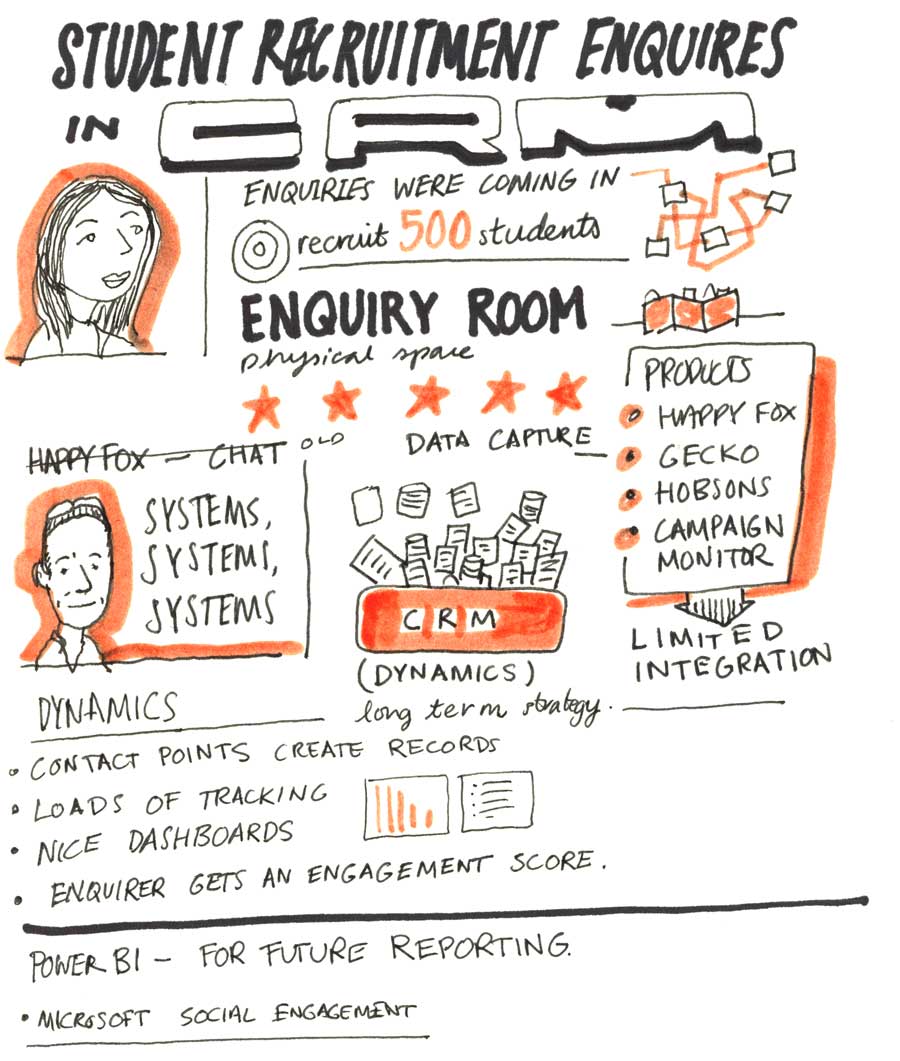 STUDENT RECRUITMENT ENQUIRES
IN CRM
ENQUIRIES WERE COMING IN
recruit 500 students
ENQUIRY ROOM
physical space
HAPPY FOX — CHAT OLD
SYSTEMS,
SYSTEMS,
SYSTEMS
DATA CAPTURE
PRODUCTS
HAPPY FOX
GECKO
HOBSONS
CAMPAIGN
MONITOR
LIMITED
INTEGRATION
CRM
(DYNAMICS)
long term strategy.
DYNAMICS
• CONTACT POINTS CREATE RECORDS
• LOADS OF TRACKING
• NICE DASHBOARDS
• ENQUIRER GETS AN ENGAGEMENT SCORE.
POWER BI — FOR FUTURE REPORTING.
• MICROSOFT SOCIAL ENGAGEMENT